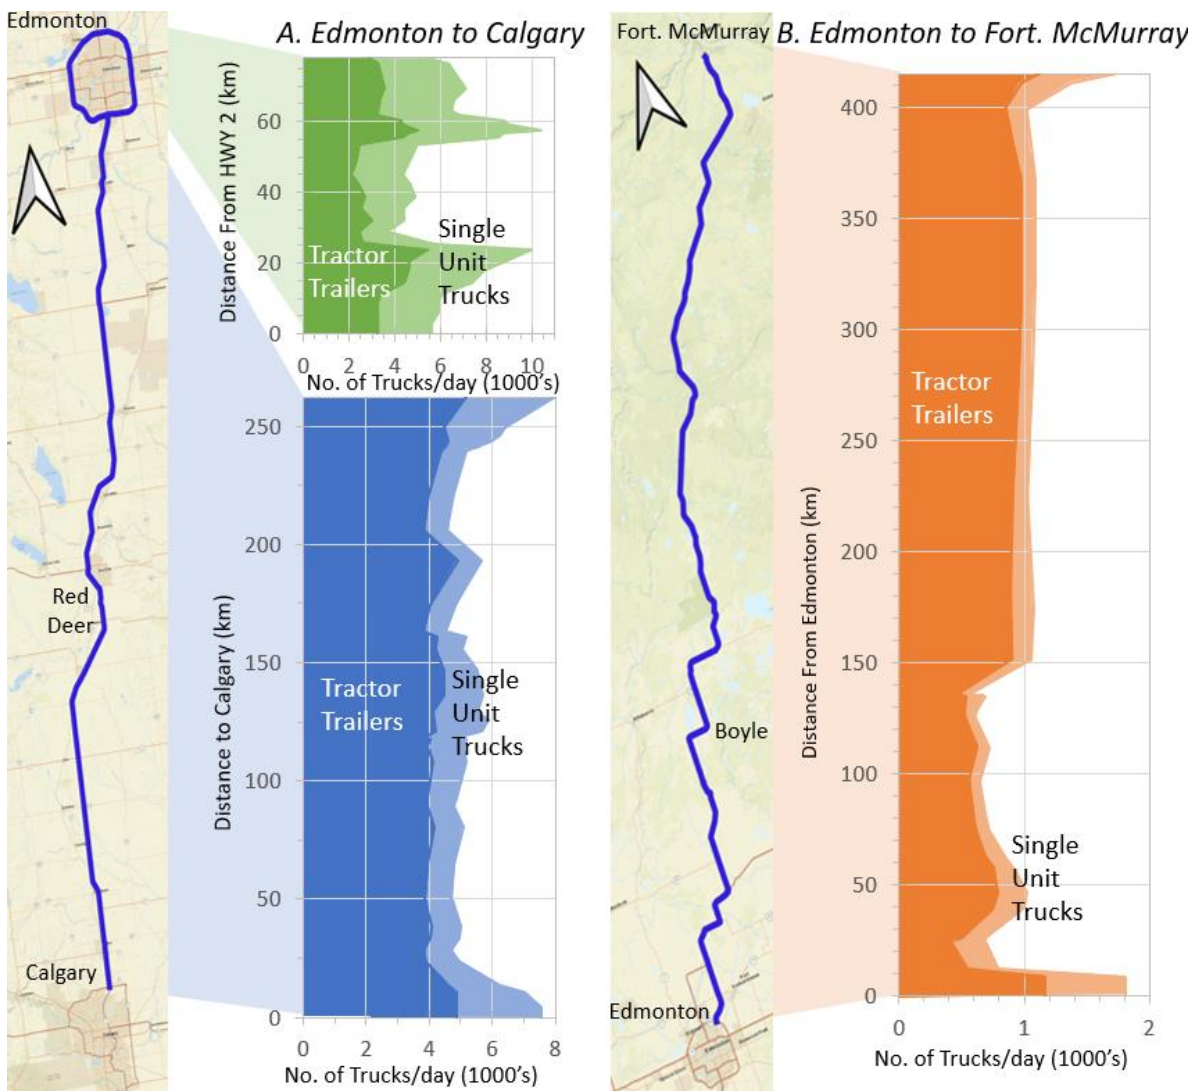 Edmonton
A. Edmonton to Calgary
Distance From HWY 2 (km)
60
40
20
0
Tractor
Trailers
Single
Unit
Trucks
0 2 4 6 8 10
No. of Trucks/day (1000's)
Red
Deer
Calgary
Distance to Calgary (km)
250
200
150
100
50
0
Tractor
Trailers
Single
Unit
Trucks
0 2 4 6 8
No. of Trucks/day (1000's)
Fort. McMurray
B. Edmonton to Fort. McMurray
Boyle
Edmonton
Distance From Edmonton (km)
400
350
300
250
200
150
100
50
0
Tractor
Trailers
Single
Unit
Trucks
0 1 2
No. of Trucks/day (1000's)